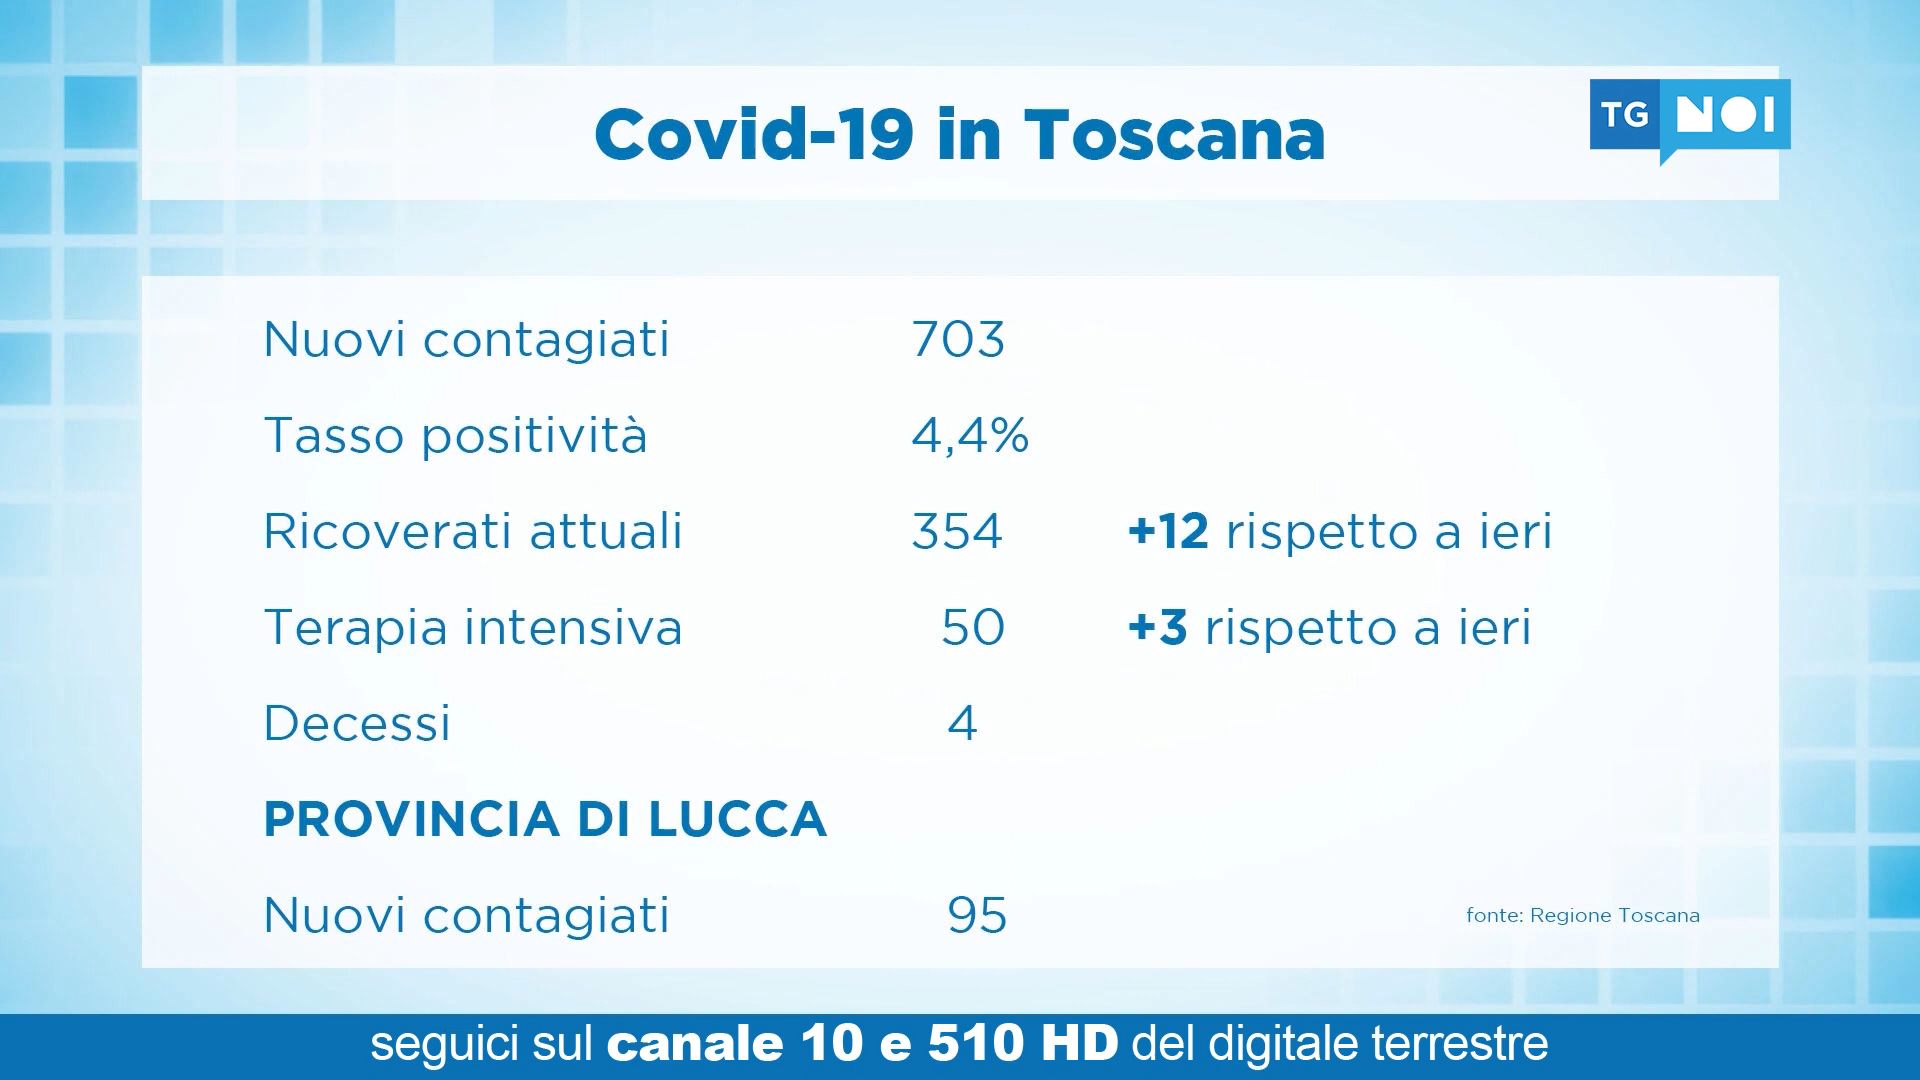 Covid-19 in Toscana
TG NOI
Nuovi contagiati 703
Tasso positività 4,4%
Ricoverati attuali 354 +12 rispetto a ieri
Terapia intensiva 50 +3 rispetto a ieri
Decessi 4
PROVINCIA DI LUCCA
Nuovi contagiati 95
fonte: Regione Toscana
seguici sul canale 10 e 510 HD del digitale terrestre